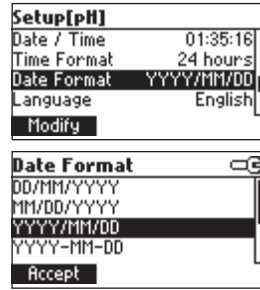 Setup[pH]
Date / Time 01:35:16
Time Format 24 hours
Date Format YYYY/MM/DD
Language English
Modify
Date Format
DD/MM/YYYY
MM/DD/YYYY
YYYY/MM/DD
YYYY-MM-DD
Accept